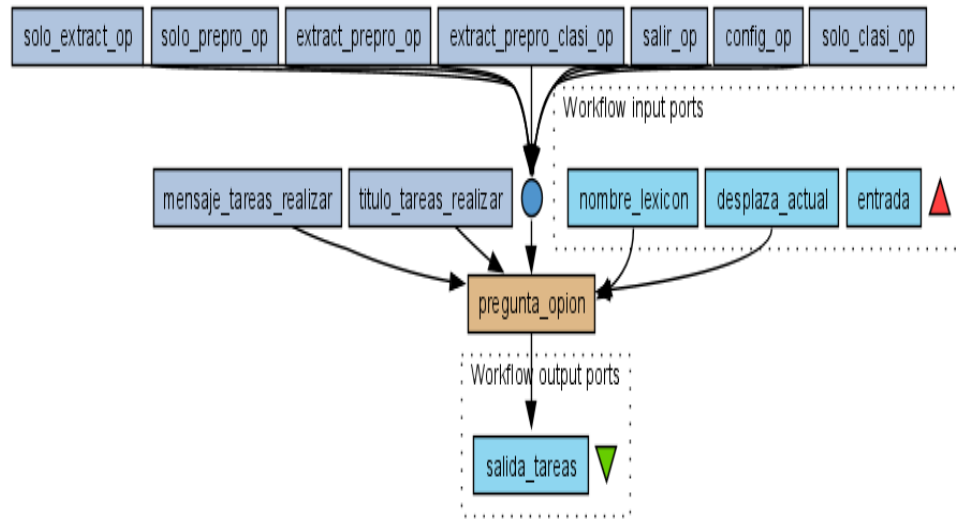 solo_extract_op solo_prepro_op extract_prepro_op extract_prepro_clasi_op salir_op config_op solo_clasi_op
Workflow input ports
mensaje_tareas_realizar titulo_tareas_realizar nombre_lexicon desplaza_actual entrada
pregunta_opion
Workflow output ports
salida_tareas